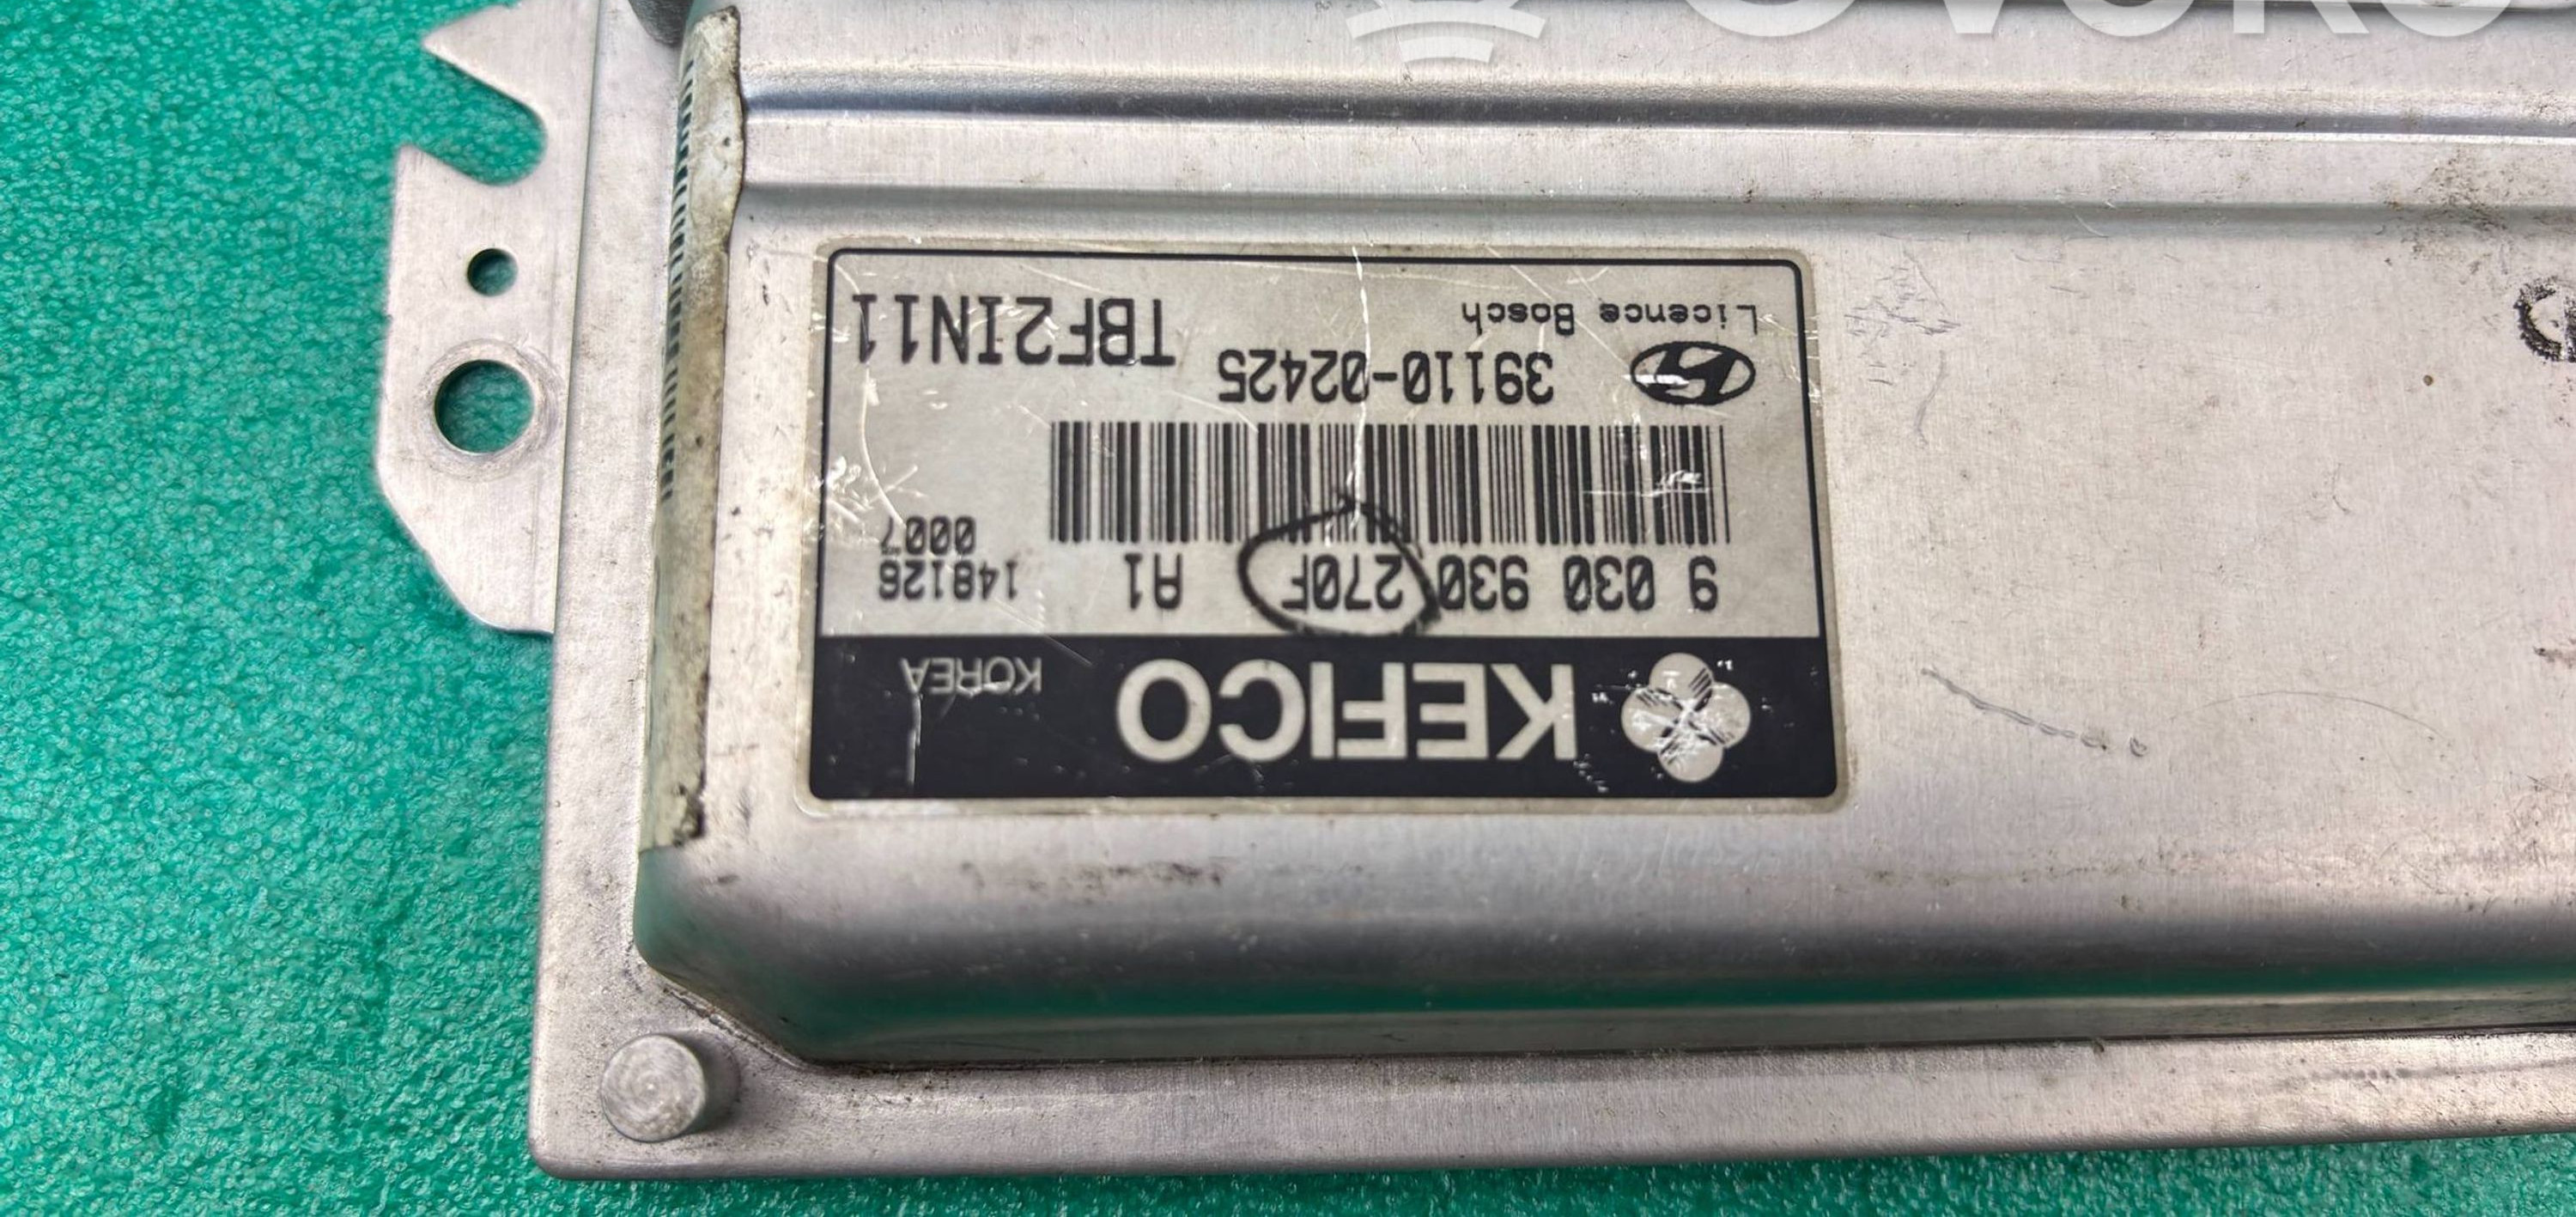 KEFICO KOREA
9 030 930 270F A1 148126
0007
39110-02425
Licence Bosch TBF2IN11